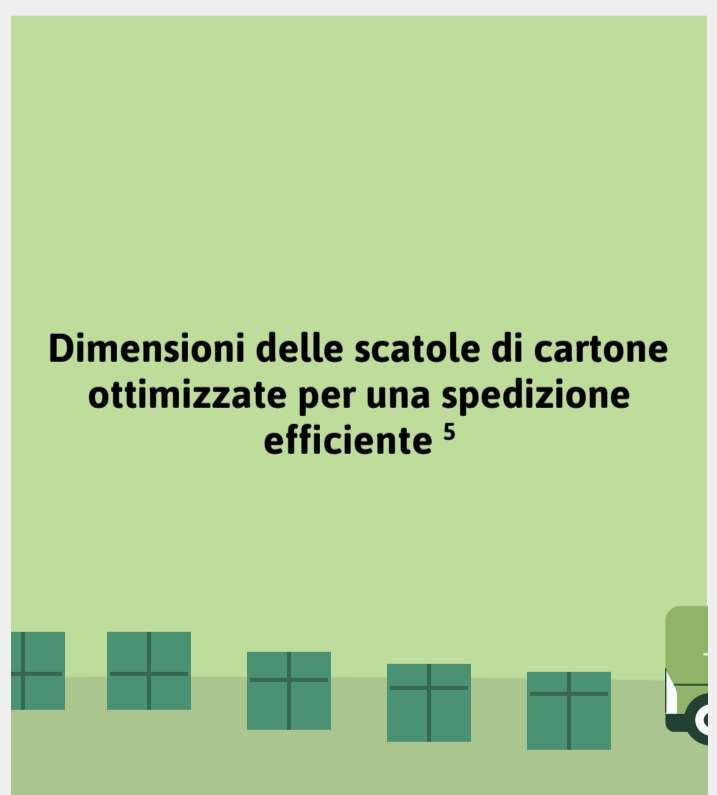 Dimensioni delle scatole di cartone
ottimizzate per una spedizione
efficiente ⁵